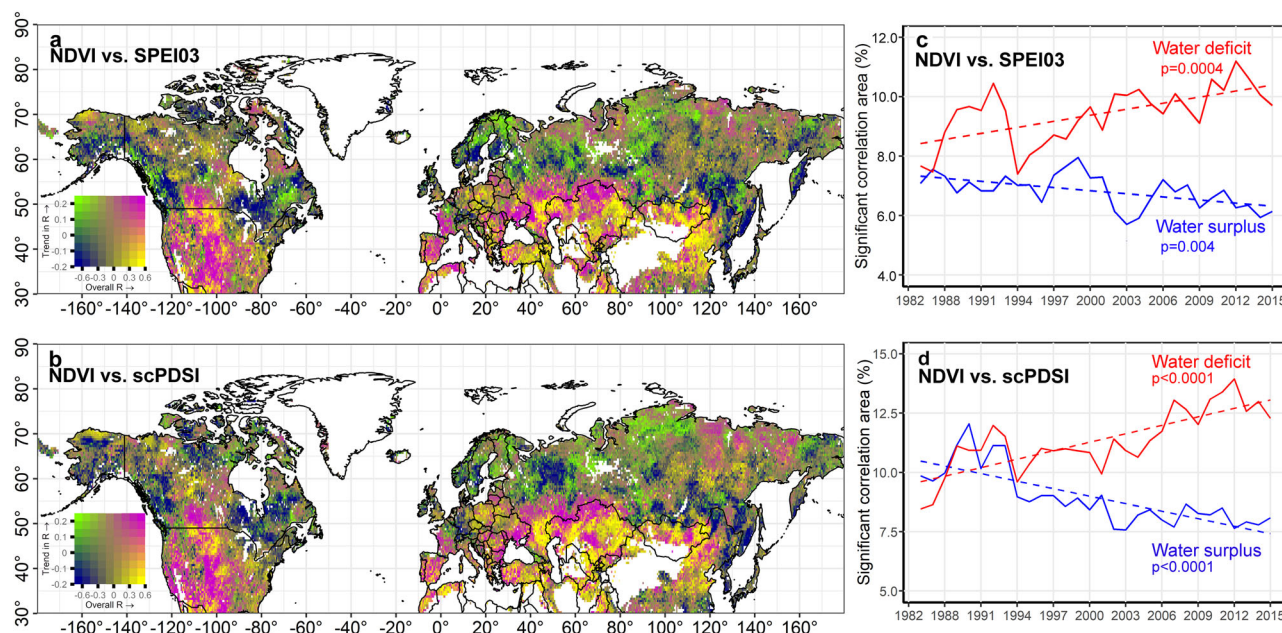 a
NDVI vs. SPEI03
90°
80°
70°
60°
50°
40°
30°
Trend in R →
0.2
0.1
0
-0.1
-0.2
-0.6 -0.3 0 0.3 0.6
Overall R →
-160° -140° -120° -100° -80° -60° -40° -20° 0° 20° 40° 60° 80° 100° 120° 140° 160°
b
NDVI vs. scPDSI
90
80°
70°
60°
50°
40°
30°
Trend in R →
0.2
0.1
0
-0.1
-0.2
-0.6 -0.3 0 0.3 0.6
Overall R →
-160° -140° -120° -100° -80° -60° -40° -20° 0° 20° 40° 60° 80° 100° 120° 140° 160°
c
NDVI vs. SPEI03
Water deficit
p=0.0004
Water surplus
p=0.004
Significant correlation area (%)
12.0
10.0
8.0
6.0
4.0
1982 1988 1991 1994 1997 2000 2003 2006 2009 2012 2015
d
NDVI vs. scPDSI
Water deficit
p<0.0001
Water surplus
p<0.0001
Significant correlation area (%)
15.0
12.5
10.0
7.5
5.0
1982 1988 1991 1994 1997 2000 2003 2006 2009 2012 2015